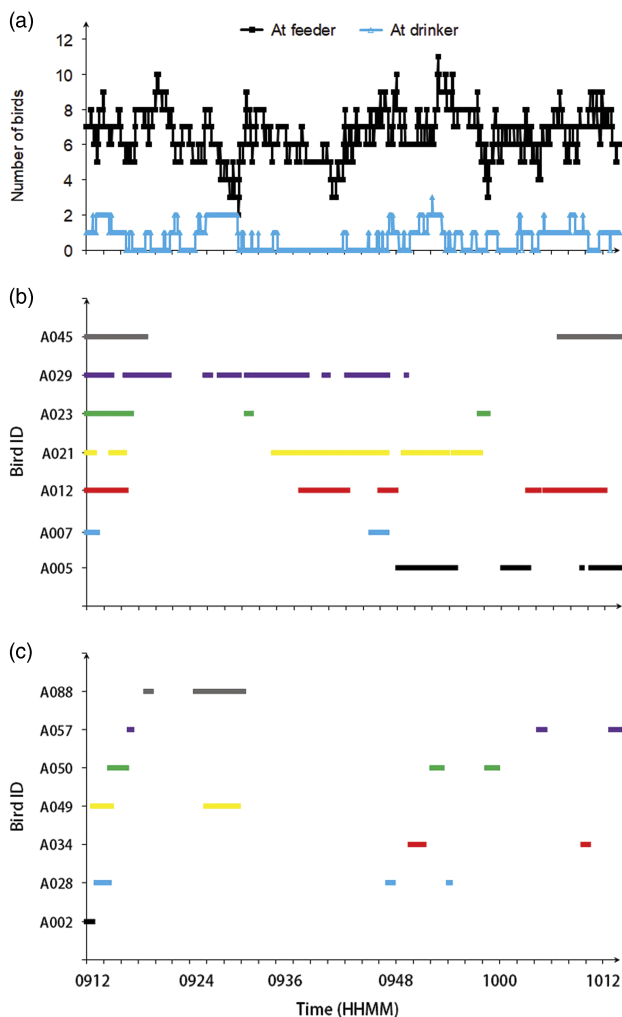 (a)
At feeder
At drinker
12
10
8
6
4
2
0
Number of birds
(b)
A045
A029
A023
A021
A012
A007
A005
Bird ID
(c)
A088
A057
A050
A049
A034
A028
A002
Bird ID
0912 0924 0936 0948 1000 1012
Time (HHMM)